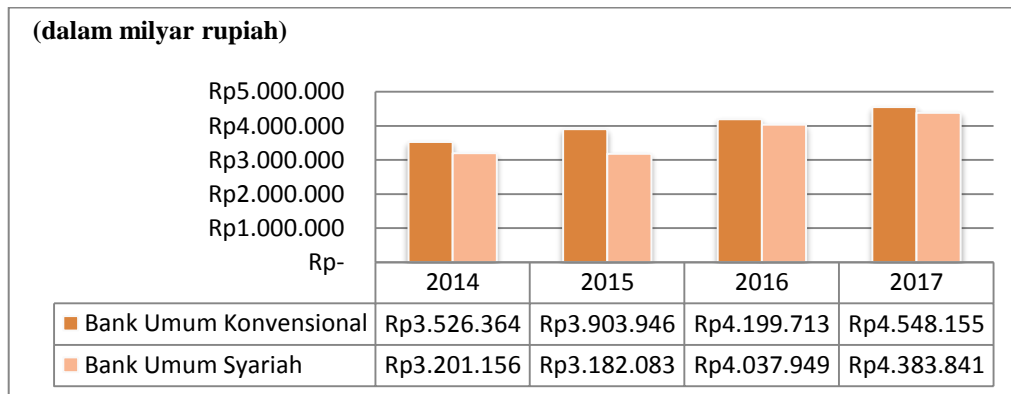 (dalam milyar rupiah)
Rp5.000.000
Rp4.000.000
Rp3.000.000
Rp2.000.000
Rp1.000.000
Rp-
2014 2015 2016 2017
Bank Umum Konvensional Rp3.526.364 Rp3.903.946 Rp4.199.713 Rp4.548.155
Bank Umum Syariah Rp3.201.156 Rp3.182.083 Rp4.037.949 Rp4.383.841